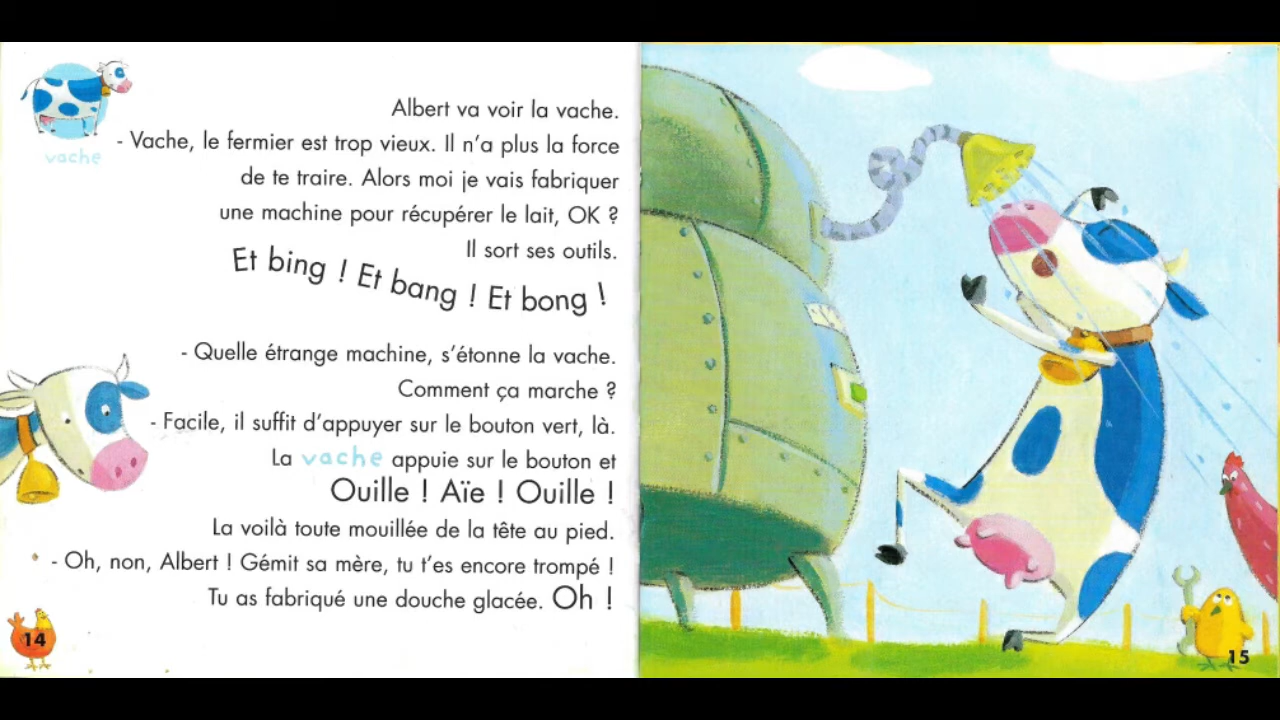 vache
Albert va voir la vache.
- Vache, le fermier est trop vieux. Il n'a plus la force
de te traire. Alors moi je vais fabriquer
une machine pour récupérer le lait, OK ?
Il sort ses outils.
Et bing ! Et bang ! Et bong !
- Quelle étrange machine, s'étonne la vache.
Comment ça marche ?
- Facile, il suffit d'appuyer sur le bouton vert, là.
La vache appuie sur le bouton et
Ouille ! Aïe ! Ouille !
La voilà toute mouillée de la tête au pied.
- Oh, non, Albert ! Gémit sa mère, tu t'es encore trompé !
Tu as fabriqué une douche glacée. Oh !
14
15